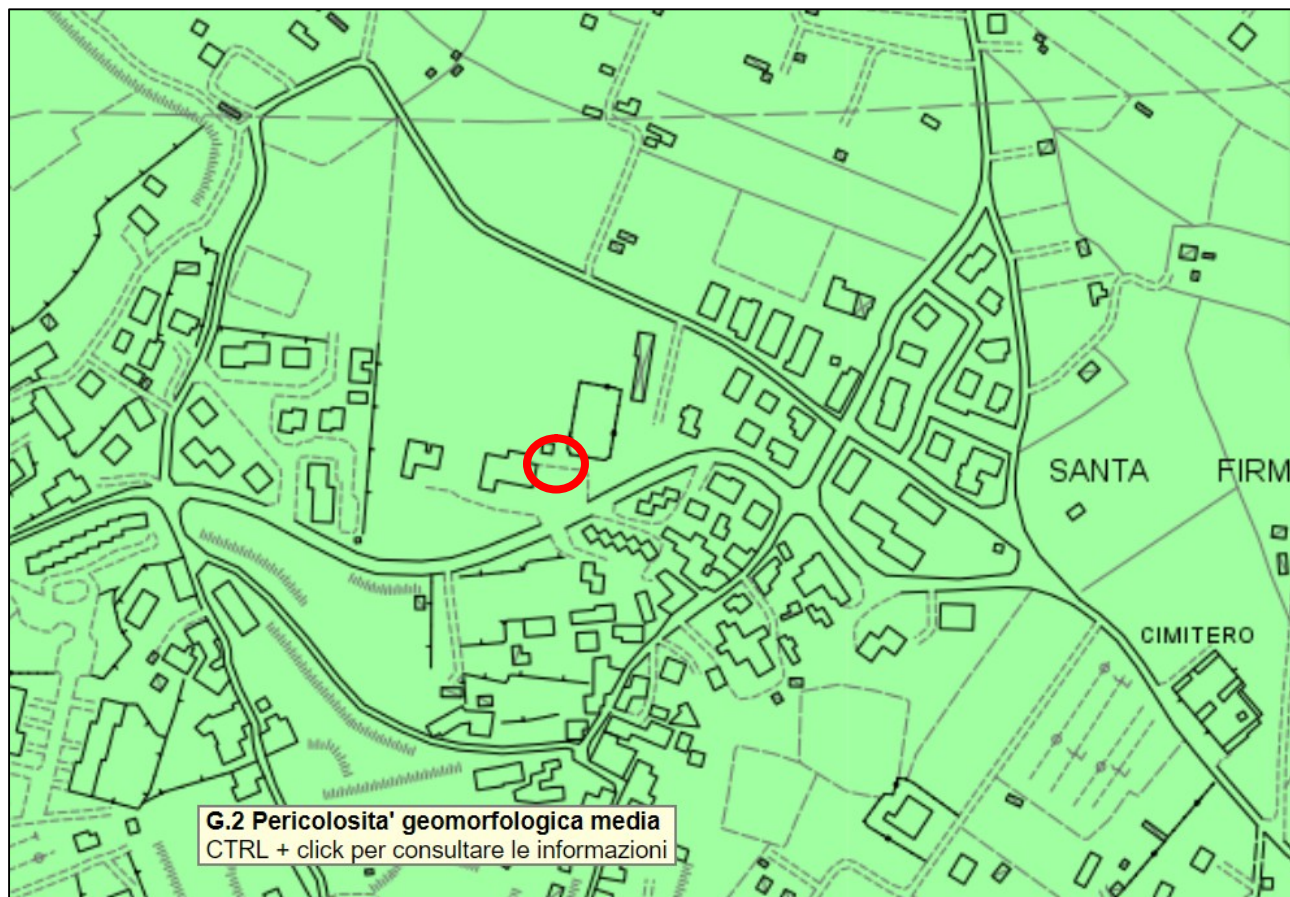 SANTA FIRM
CIMITERO
G.2 Pericolosita' geomorfologica media
CTRL + click per consultare le informazioni